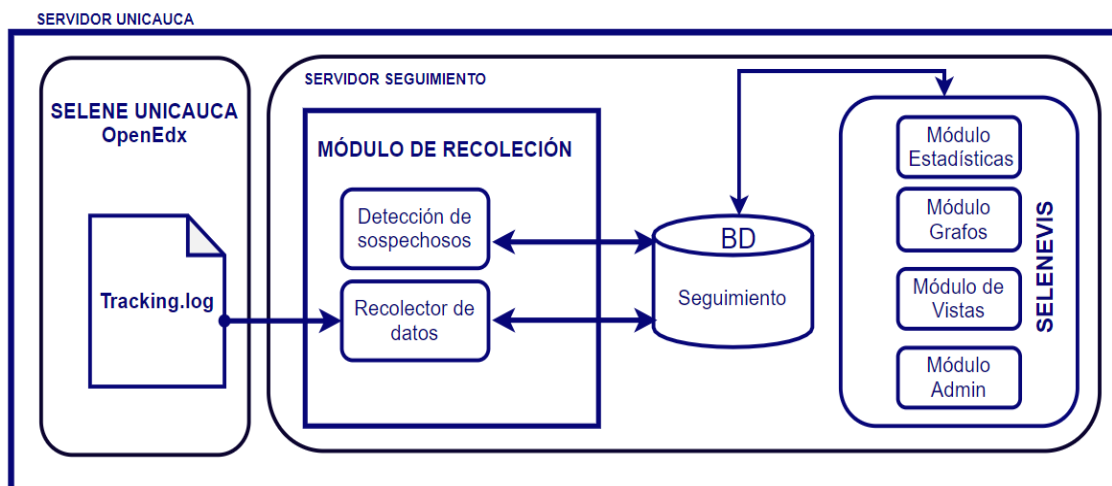 SERVIDOR UNICAUCA
SELENE UNICAUCA
OpenEdx
Tracking.log
SERVIDOR SEGUIMIENTO
MÓDULO DE RECOLECIÓN
Detección de
sospechosos
Recolector de
datos
BD
Seguimiento
Módulo
Estadísticas
Módulo
Grafos
Módulo de
Vistas
Módulo
Admin
SELENEVIS